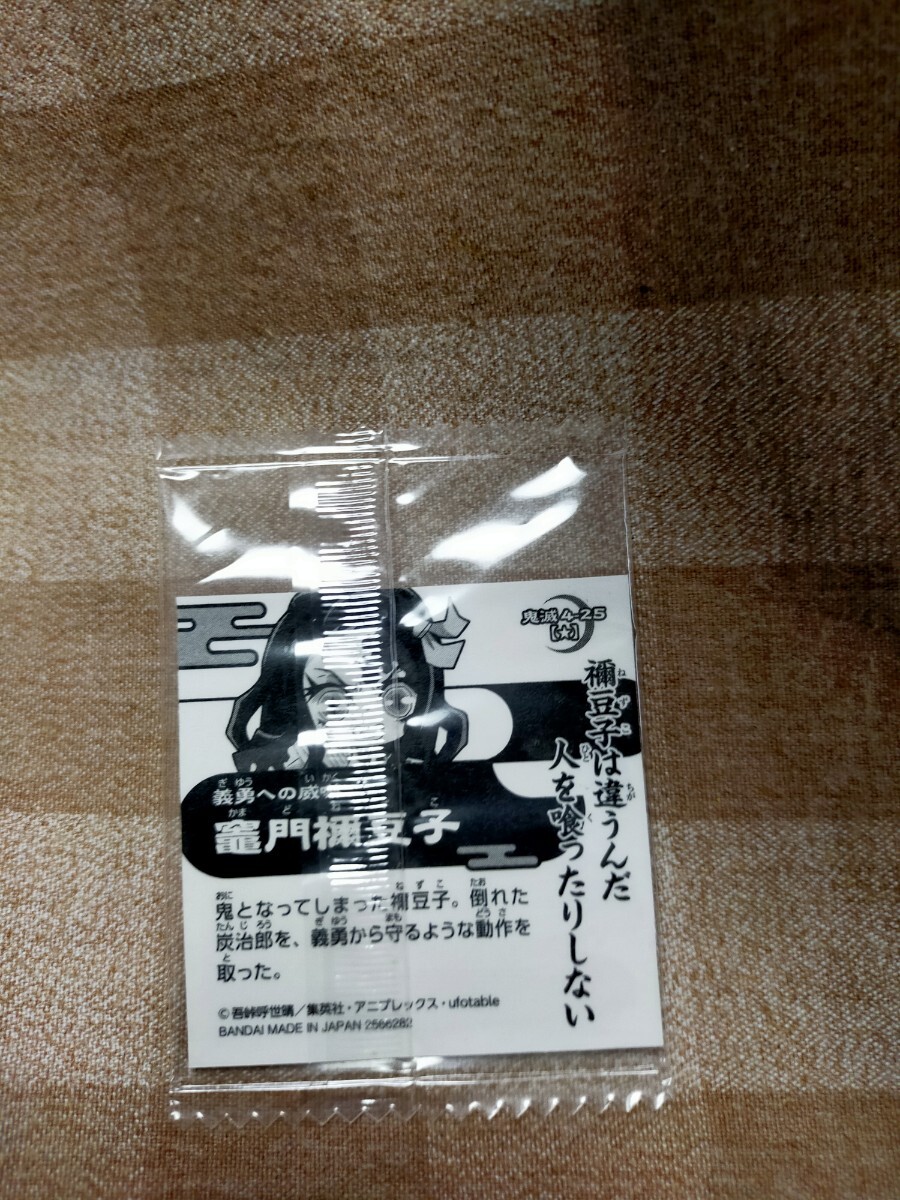 鬼滅 4-25
[★]
禰豆子は違うんだ
人を喰ったりしない
義勇への威嚇
竈門禰豆子
鬼となってしまった禰豆子。倒れた
炭治郎を、義勇から守るような動作を
取った。
©吾峠呼世晴／集英社・アニプレックス・ufotable
BANDAI MADE IN JAPAN 2566282